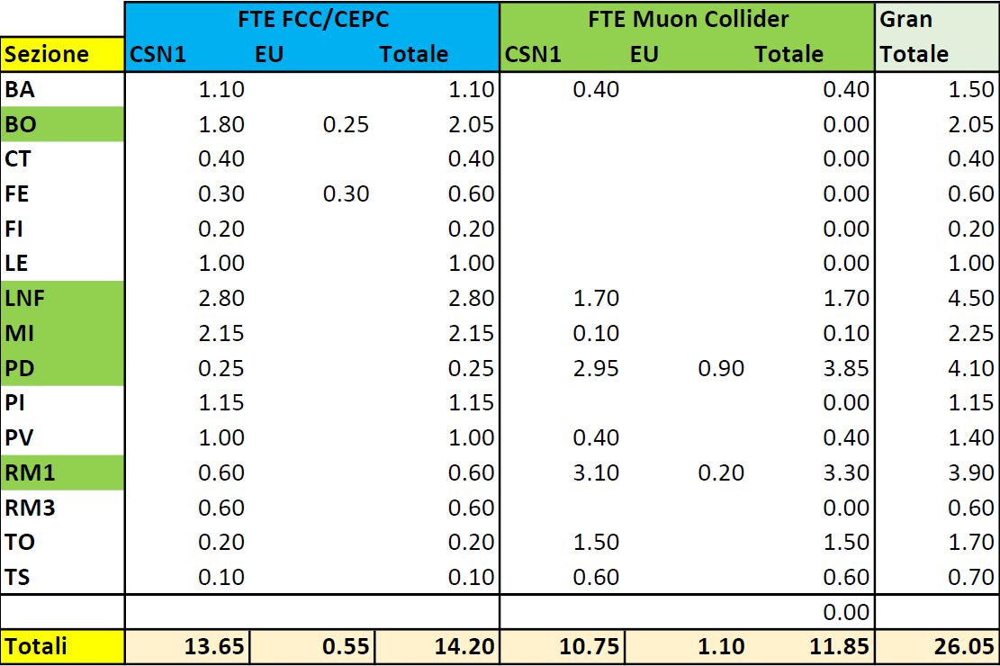 FTE FCC/CEPC FTE Muon Collider Gran
Sezione CSN1 EU Totale CSN1 EU Totale Totale
BA 1.10 1.10 0.40 0.40 1.50
BO 1.80 0.25 2.05 0.00 2.05
CT 0.40 0.40 0.00 0.40
FE 0.30 0.30 0.60 0.00 0.60
FI 0.20 0.20 0.00 0.20
LE 1.00 1.00 0.00 1.00
LNF 2.80 2.80 1.70 1.70 4.50
MI 2.15 2.15 0.10 0.10 2.25
PD 0.25 0.25 2.95 0.90 3.85 4.10
PI 1.15 1.15 0.00 1.15
PV 1.00 1.00 0.40 0.40 1.40
RM1 0.60 0.60 3.10 0.20 3.30 3.90
RM3 0.60 0.60 0.00 0.60
TO 0.20 0.20 1.50 1.50 1.70
TS 0.10 0.10 0.60 0.60 0.70
0.00
Totali 13.65 0.55 14.20 10.75 1.10 11.85 26.05